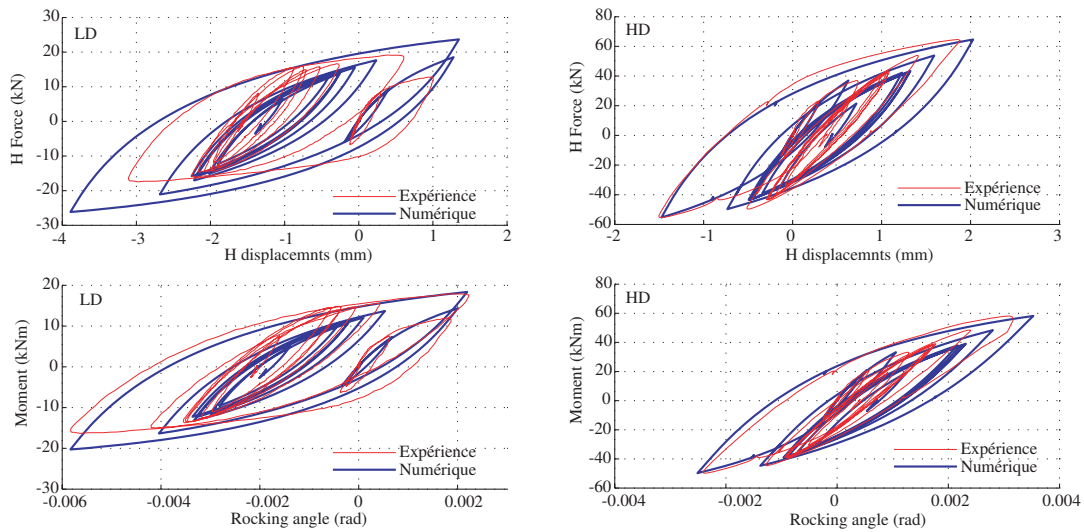 LD
30
20
10
0
-10
-20
-30
H Force (kN)
Expérience
Numérique
-4 -3 -2 -1 0 1 2
H displacemnts (mm)
HD
80
60
40
20
0
-20
-40
-60
H Force (kN)
Expérience
Numérique
-2 -1 0 1 2 3
H displacemnts (mm)
LD
20
10
0
-10
-20
-30
Moment (kNm)
Expérience
Numérique
-0.006 -0.004 -0.002 0 0.002
Rocking angle (rad)
HD
80
60
40
20
0
-20
-40
-60
Moment (kNm)
Expérience
Numérique
-0.004 -0.002 0 0.002 0.004
Rocking angle (rad)